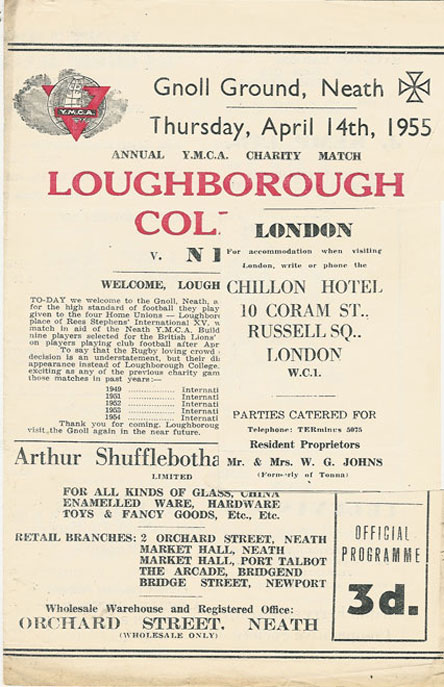 Y.M.C.A.
Gnoll Ground, Neath
Thursday, April 14th, 1955
ANNUAL Y.M.C.A. CHARITY MATCH
LOUGHBOROUGH
COL
v. N
WELCOME, LOUGH
TO-DAY we welcome to the Gnoll, Neath, a
for the high standard of football they play
given to the four Home Unions — Loughboro
place of Rees Stephens' International XV. w
match in aid of the Neath Y.M.C.A. Build
nine players selected for the British Lions'
on players playing club football after Apr
To say that the Rugby loving crowd
decision is an understatement, but their di
appearance instead of Loughborough College.
exciting as any of the previous charity gam
those matches in past years:—
1949 .................... Internati
1951 .................... Internati
1952 .................... Internati
1953 .................... Internati
1954 .................... Internati
Thank you for coming. Loughboroug
visit the Gnoll again in the near future.
LONDON
For accommodation when visiting
London, write or phone the
CHILLON HOTEL
10 CORAM ST.,
RUSSELL SQ.,
LONDON
W.C.1.
PARTIES CATERED FOR
Telephone: TERminus 5075
Resident Proprietors
Mr. & Mrs. W. G. JOHNS
(Formerly of Tonna)
Arthur Shufflebotha
LIMITED
FOR ALL KINDS OF GLASS, CHINA
ENAMELLED WARE, HARDWARE
TOYS & FANCY GOODS, Etc., Etc.
RETAIL BRANCHES: 2 ORCHARD STREET, NEATH
MARKET HALL, NEATH
MARKET HALL, PORT TALBOT
THE ARCADE, BRIDGEND
BRIDGE STREET, NEWPORT
Wholesale Warehouse and Registered Office:
ORCHARD STREET, NEATH
(WHOLESALE ONLY)
OFFICIAL
PROGRAMME
3d.